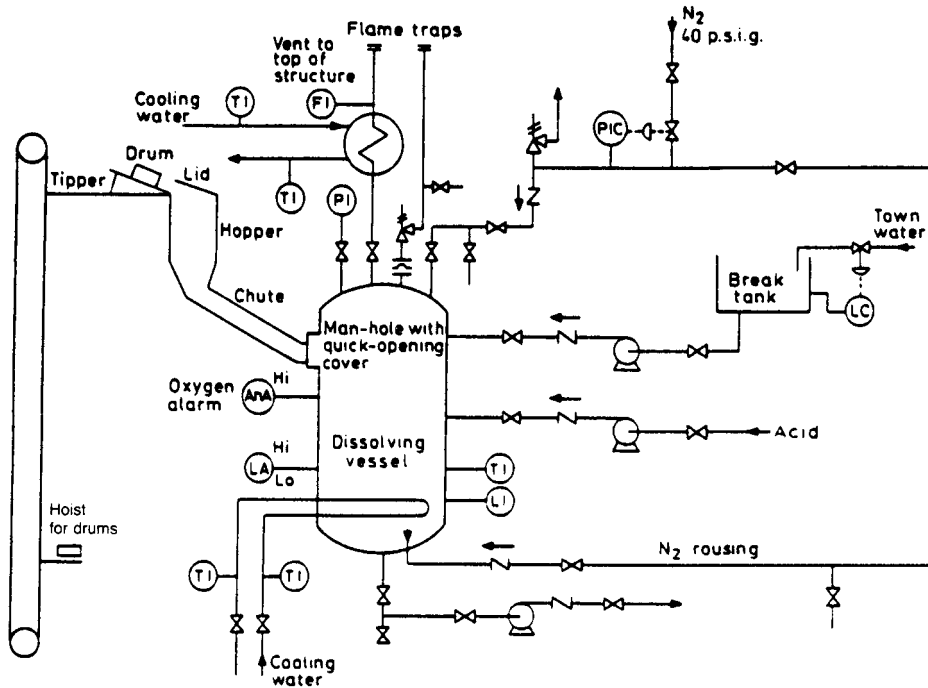 N2
40 p.s.i.g.
Flame traps
Vent to
top of
structure
Cooling
water
TI
FI
PIC
Drum
Lid
Tipper
TI
PI
Hopper
Town
water
Chute
Break
tank
LC
Man-hole with
quick-opening
cover
Oxygen
alarm
AnA
Hi
Acid
Dissolving
vessel
LA
Hi
Lo
TI
LI
Hoist
for drums
N2 rousing
TI
TI
Cooling
water